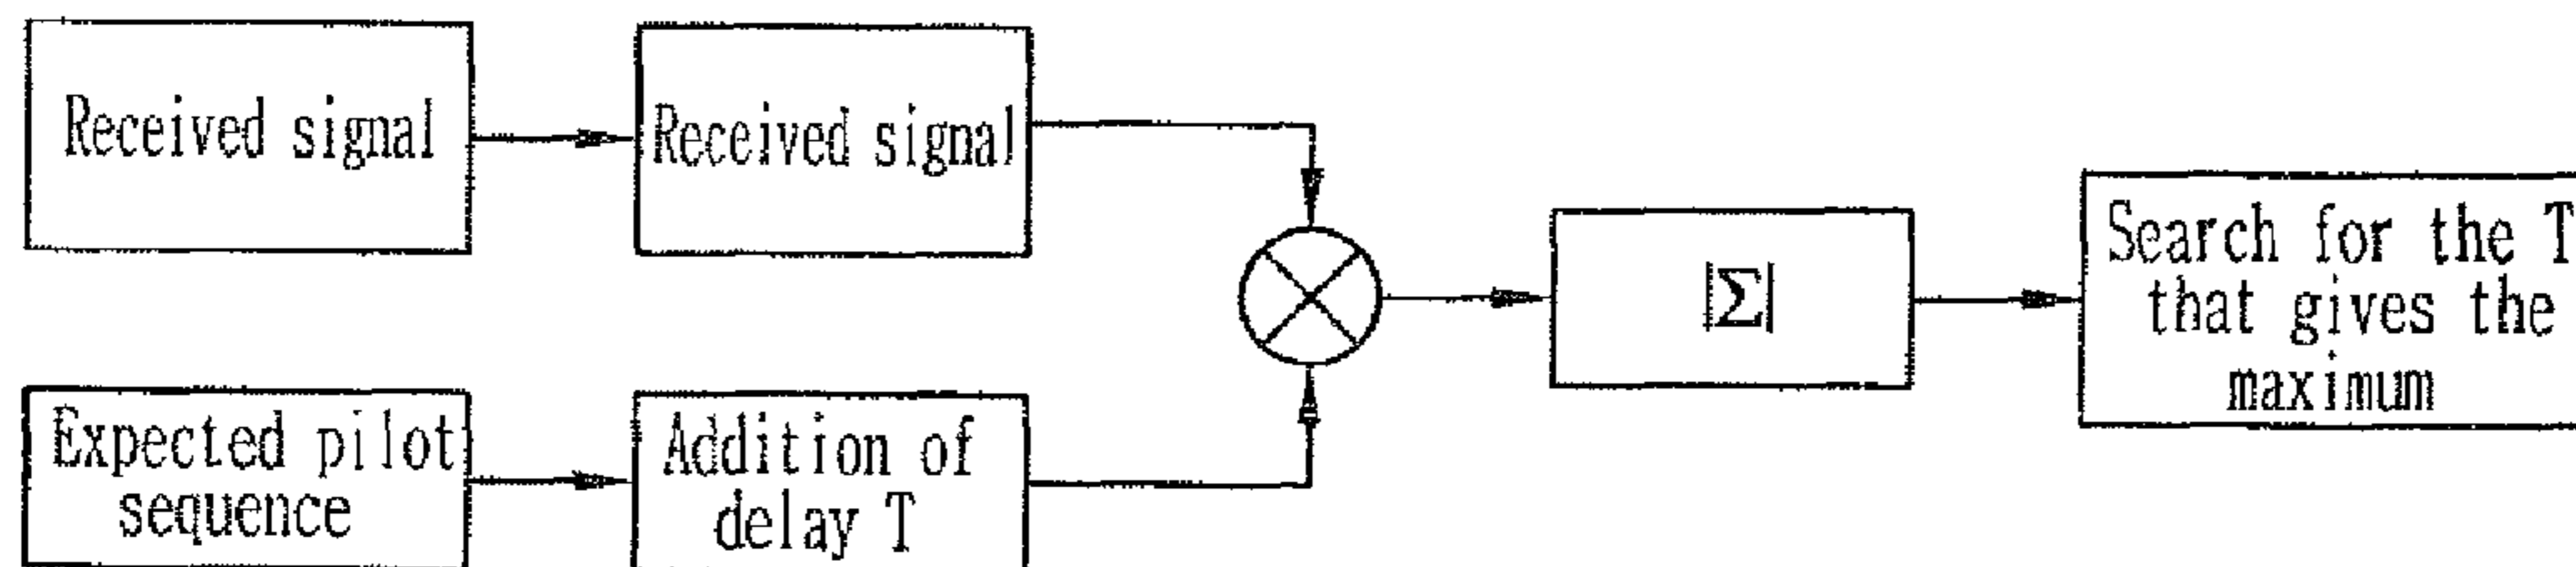 Received signal
Received signal
Expected pilot
sequence
Addition of
delay T
|Σ|
Search for the T
that gives the
maximum